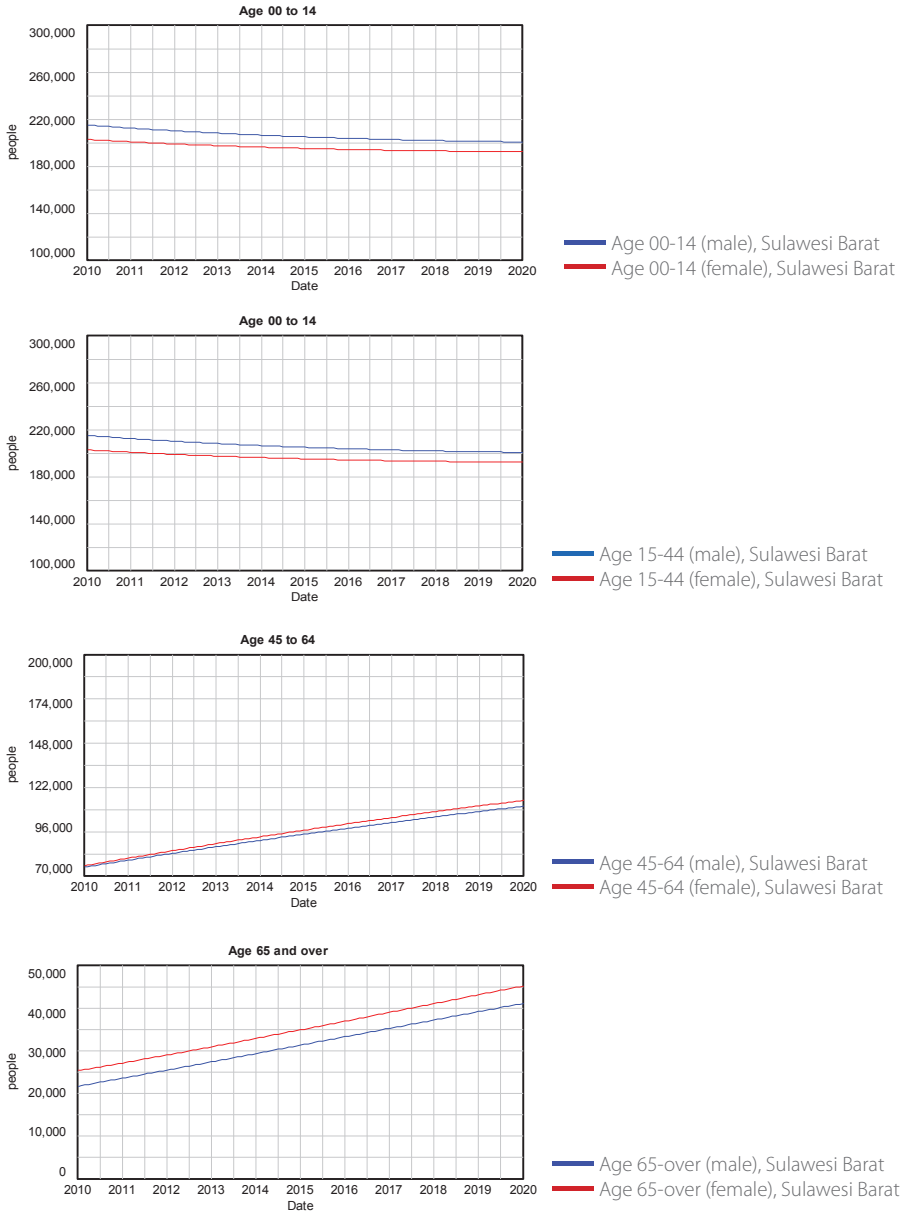 Age 00 to 14
300,000
260,000
220,000
180,000
140,000
100,000
people
2010 2011 2012 2013 2014 2015 2016 2017 2018 2019 2020
Date
Age 00-14 (male), Sulawesi Barat
Age 00-14 (female), Sulawesi Barat
Age 00 to 14
300,000
260,000
220,000
180,000
140,000
100,000
people
2010 2011 2012 2013 2014 2015 2016 2017 2018 2019 2020
Date
Age 15-44 (male), Sulawesi Barat
Age 15-44 (female), Sulawesi Barat
Age 45 to 64
200,000
174,000
148,000
122,000
96,000
70,000
people
2010 2011 2012 2013 2014 2015 2016 2017 2018 2019 2020
Date
Age 45-64 (male), Sulawesi Barat
Age 45-64 (female), Sulawesi Barat
Age 65 and over
50,000
40,000
30,000
20,000
10,000
0
people
2010 2011 2012 2013 2014 2015 2016 2017 2018 2019 2020
Date
Age 65-over (male), Sulawesi Barat
Age 65-over (female), Sulawesi Barat